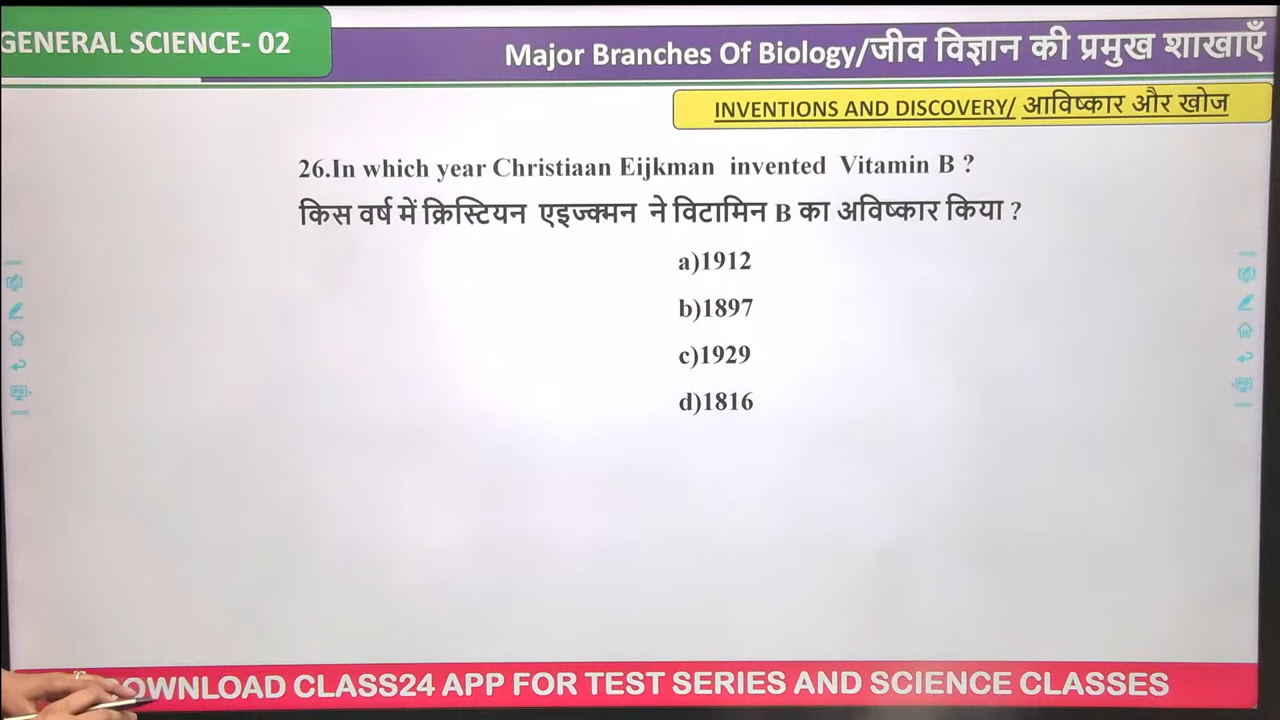 GENERAL SCIENCE- 02
Major Branches Of Biology/जीव विज्ञान की प्रमुख शाखाएँ
INVENTIONS AND DISCOVERY/ आविष्कार और खोज
26.In which year Christiaan Eijkman invented Vitamin B ?
किस वर्ष में क्रिस्टियन एइज्क्मन ने विटामिन B का अविष्कार किया ?
a)1912
b)1897
c)1929
d)1816
OWNLOAD CLASS24 APP FOR TEST SERIES AND SCIENCE CLASSES